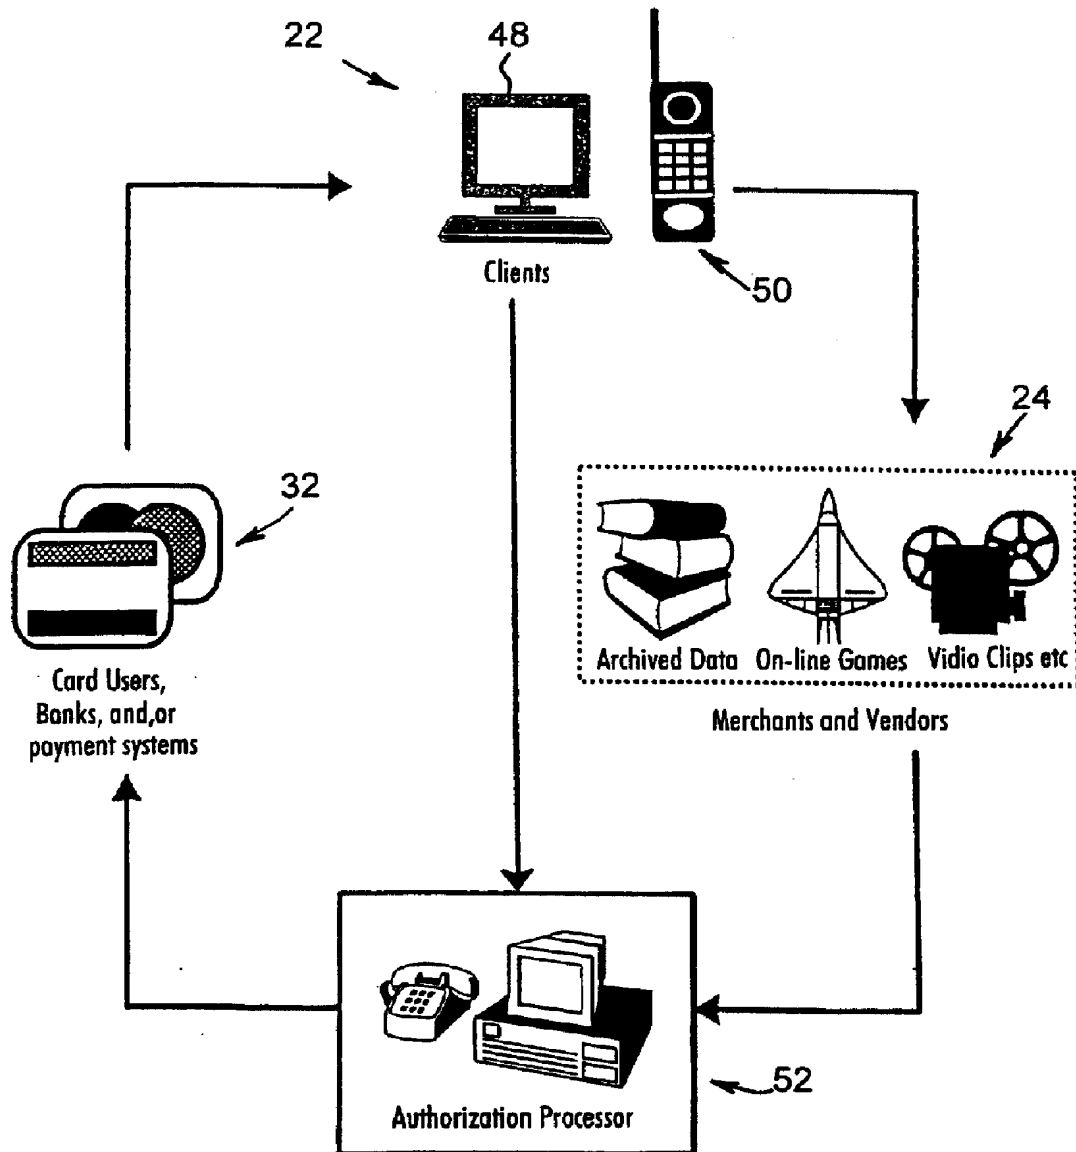 22
48
Clients
50
24
32
Archived Data On-line Games Vidio Clips etc
Card Users,
Banks, and,or
payment systems
Merchants and Vendors
52
Authorization Processor